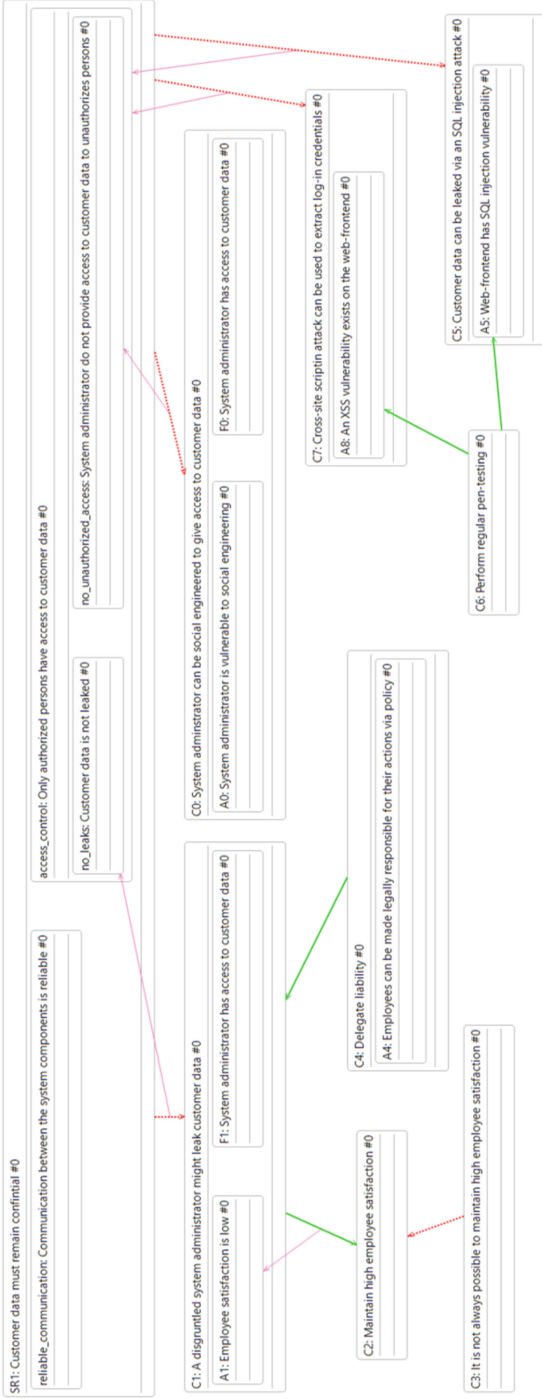 SR1: Customer data must remain confintial #0
reliable_communication: Communication between the system components is reliable #0
access_control: Only authorized persons have access to customer data #0
no_leaks: Customer data is not leaked #0
no_unauthorized_access: System administrator do not provide access to customer data to unauthorizes persons #0
C1: A disgruntled system administrator might leak customer data #0
A1: Employee satisfaction is low #0
F1: System administrator has access to customer data #0
C0: System adminstrator can be social engineered to give access to customer data #0
A0: System administrator is vulnerable to social engineering #0
F0: System administrator has access to customer data #0
C7: Cross-site scriptin attack can be used to extract log-in credentials #0
A8: An XSS vulnerability exists on the web-frontend #0
C5: Customer data can be leaked via an SQL injection attack #0
A5: Web-frontend has SQL injection vulnerability #0
C2: Maintain high employee satisfaction #0
C4: Delegate liability #0
A4: Employees can be made legally responsible for their actions via policy #0
C3: It is not always possible to maintain high employee satisfaction #0
C6: Perform regular pen-testing #0